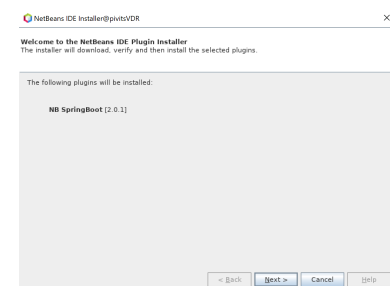 NetBeans IDE Installer@pivitsVDR
Welcome to the NetBeans IDE Plugin Installer
The installer will download, verify and then install the selected plugins.
The following plugins will be installed:
NB SpringBoot [2.0.1]
< Back Next > Cancel Help